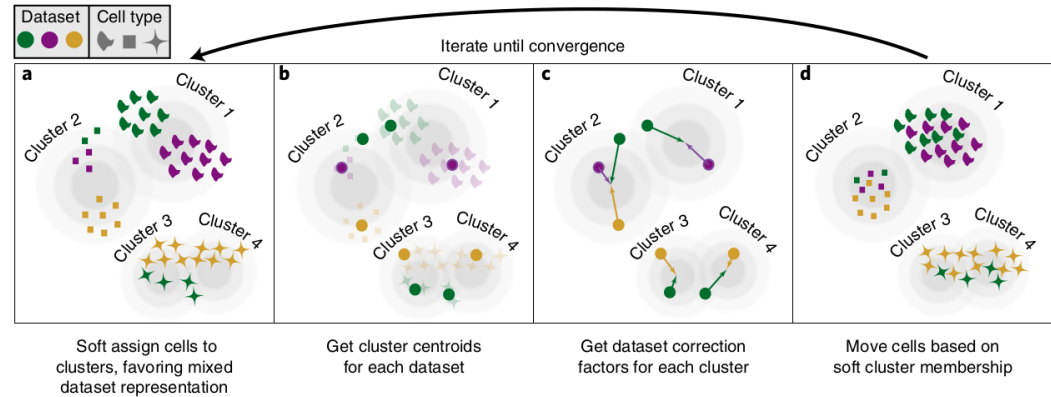 Dataset
Cell type
Iterate until convergence
a
Cluster 1
Cluster 2
Cluster 3
Cluster 4
b
Cluster 1
Cluster 2
Cluster 3
Cluster 4
c
Cluster 1
Cluster 2
Cluster 3
Cluster 4
d
Cluster 1
Cluster 2
Cluster 3
Cluster 4
Soft assign cells to
clusters, favoring mixed
dataset representation
Get cluster centroids
for each dataset
Get dataset correction
factors for each cluster
Move cells based on
soft cluster membership